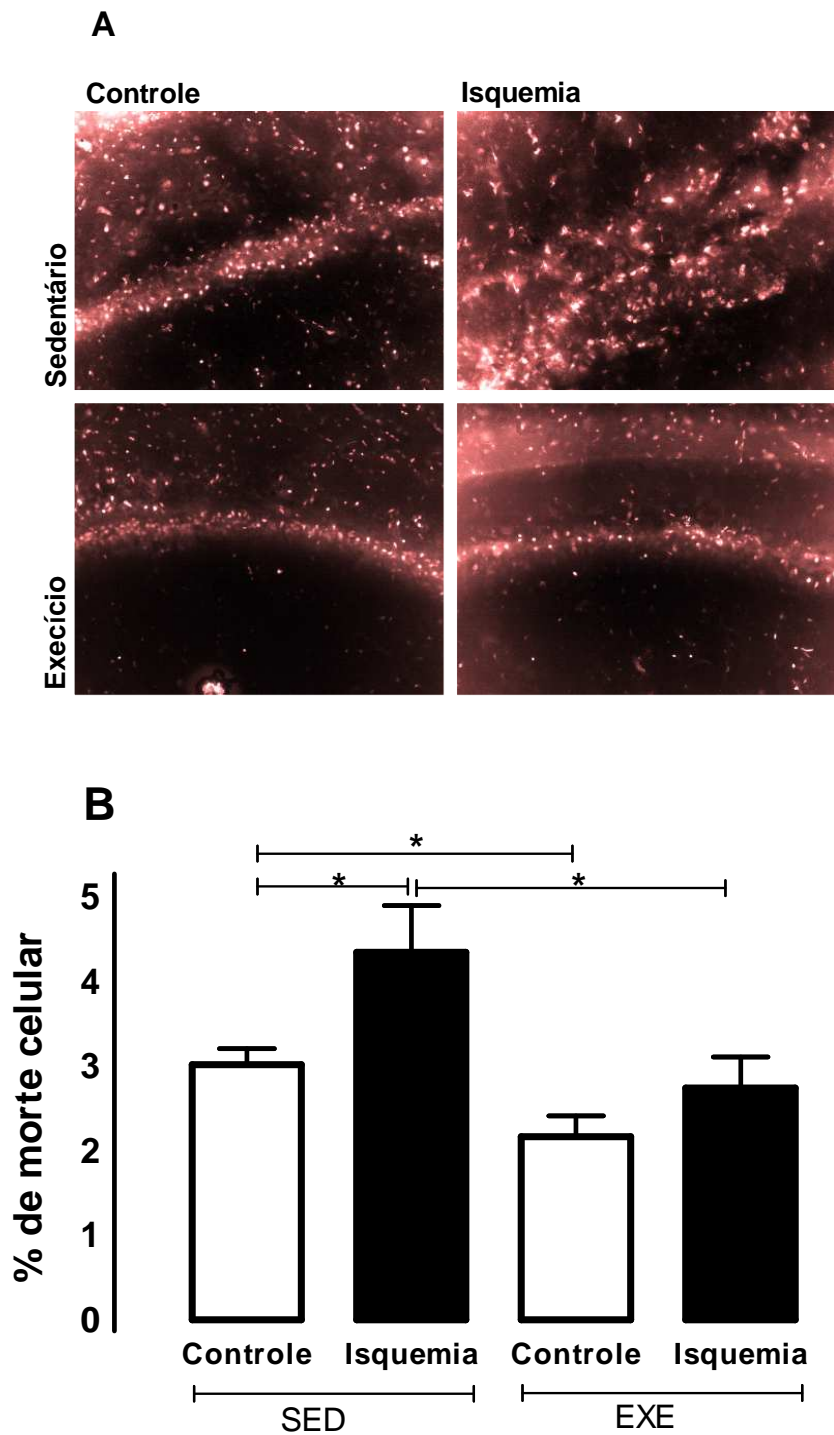 A
Controle Isquemia
Sedentário
Execício
B
*
* *
5
4
3
2
1
0
% de morte celular
Controle Isquemia Controle Isquemia
SED EXE